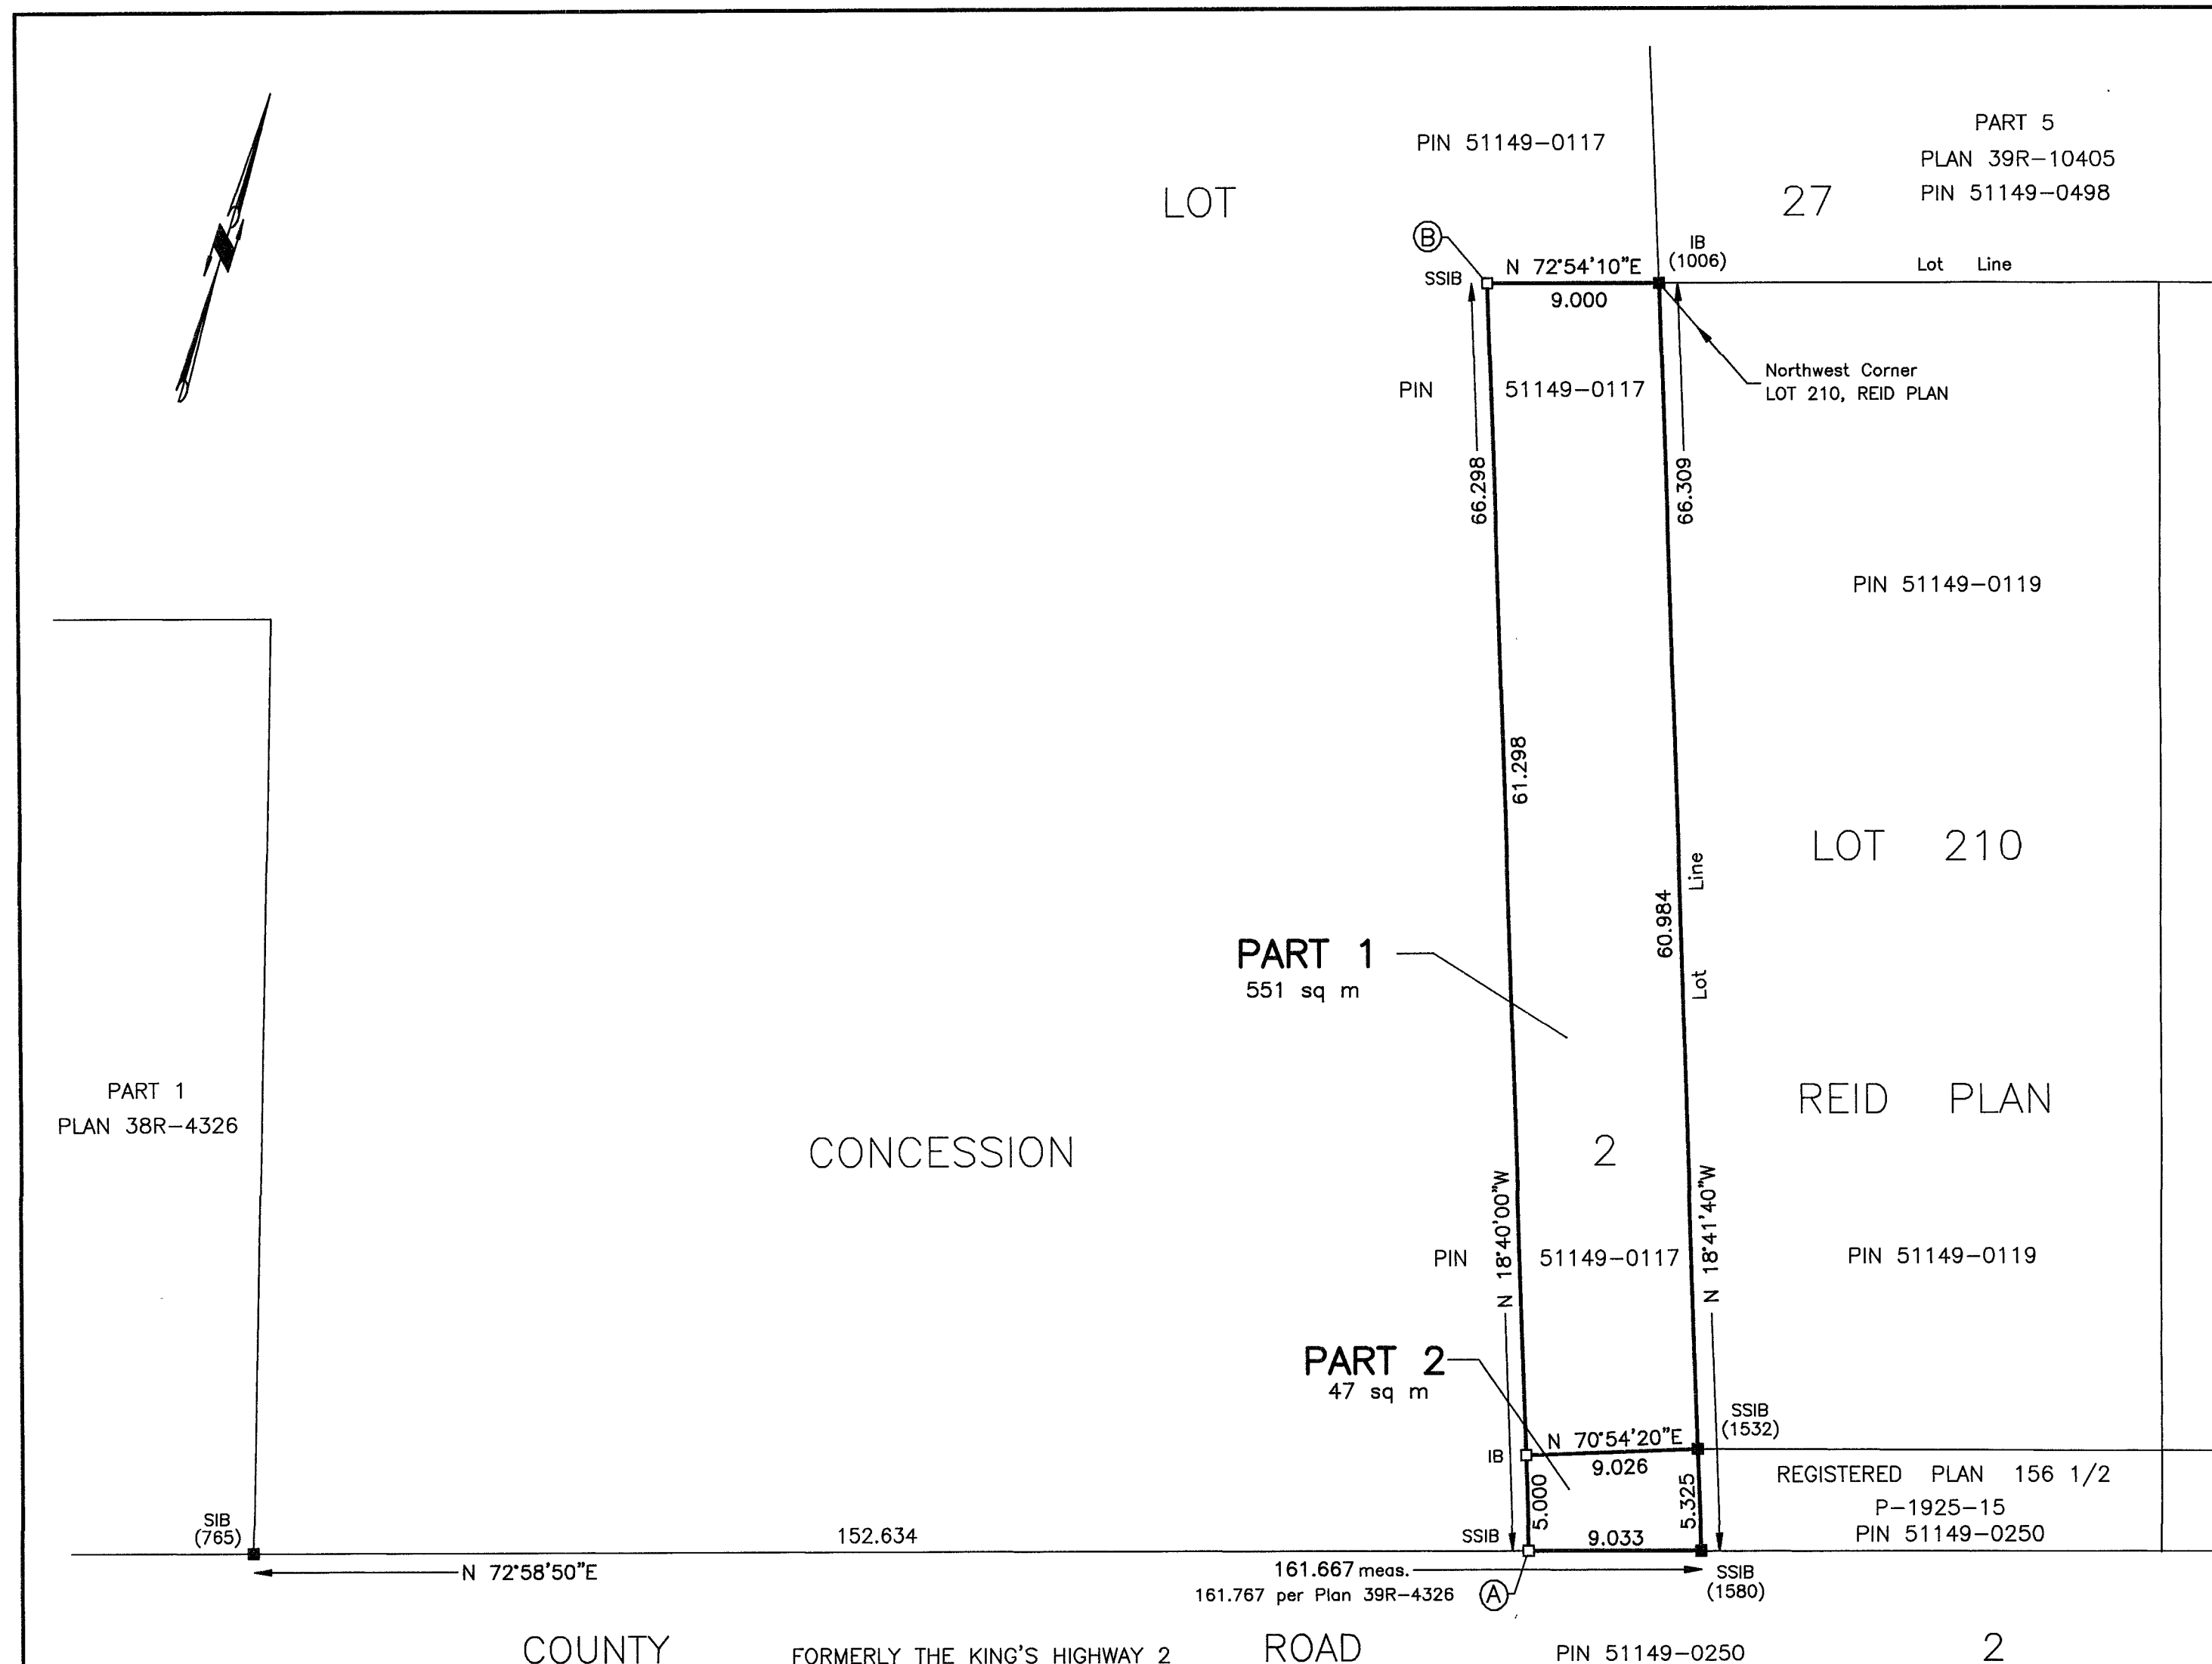 PIN 51149-0117
PART 5
PLAN 39R-10405
PIN 51149-0498
LOT
27
B
SSIB
N 72°54'10"E
9.000
IB
(1006)
Lot Line
Northwest Corner
LOT 210, REID PLAN
PIN 51149-0117
66.298
66.309
PIN 51149-0119
61.298
60.984
Lot Line
LOT 210
PART 1
551 sq m
PART 1
PLAN 38R-4326
CONCESSION
2
REID PLAN
N 18°40'00"W
N 18°41'40"W
PIN 51149-0117
PIN 51149-0119
PART 2
47 sq m
SSIB
(1532)
IB
N 70°54'20"E
9.026
5.000
5.325
REGISTERED PLAN 156 1/2
P-1925-15
PIN 51149-0250
SIB
(765)
152.634
SSIB
9.033
N 72°58'50"E
161.667 meas.
161.767 per Plan 39R-4326
A
SSIB
(1580)
COUNTY
FORMERLY THE KING'S HIGHWAY 2
ROAD
PIN 51149-0250
2